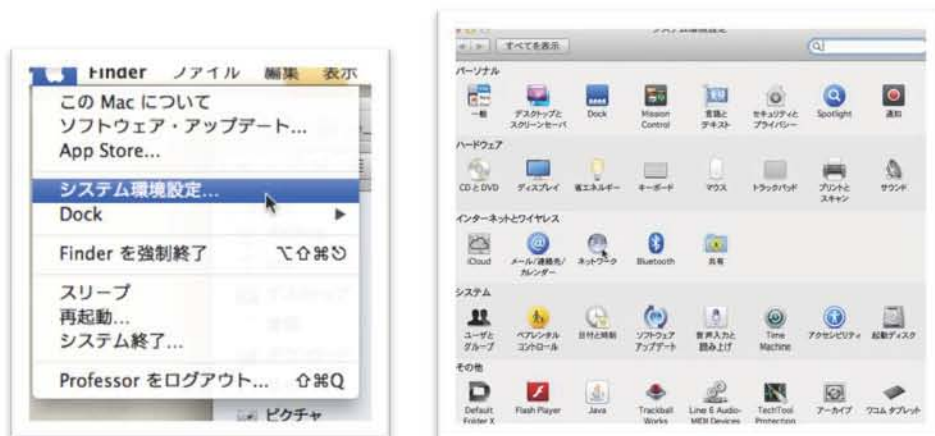 Finder ファイル 編集 表示
この Mac について
ソフトウェア・アップデート...
App Store...
システム環境設定...
Dock
Finder を強制終了 ⌥⇧⌘⎋
スリープ
再起動...
システム終了...
Professor をログアウト... ⇧⌘Q
ピクチャ
システム環境設定
すべてを表示
パーソナル
一般
デスクトップと
スクリーンセーバ
Dock
Mission
Control
言語と
テキスト
セキュリティと
プライバシー
Spotlight
通知
ハードウェア
CD と DVD
ディスプレイ
省エネルギー
キーボード
マウス
トラックパッド
プリントと
スキャン
サウンド
インターネットとワイヤレス
iCloud
メール/連絡先/
カレンダー
ネットワーク
Bluetooth
共有
システム
ユーザと
グループ
ペアレンタル
コントロール
日付と時刻
ソフトウェア
アップデート
音声入力と
読み上げ
Time
Machine
アクセシビリティ
起動ディスク
その他
Default
Folder X
Flash Player
Java
Trackball
Works
Line 6 Audio-
MIDI Devices
TechTool
Protection
アーカイブ
ワコム タブレット